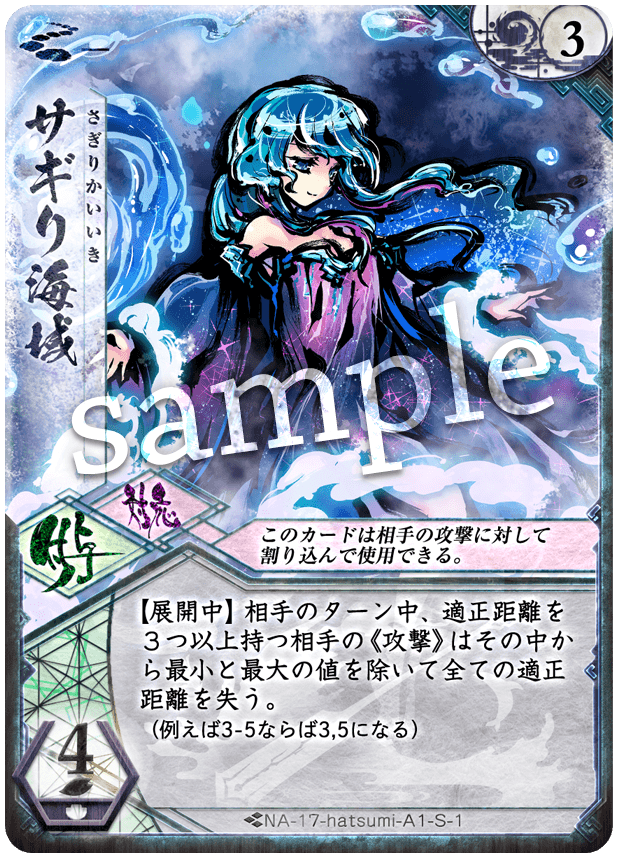 3
サギリ海域
さぎりかいいき
sample
付与
対応
このカードは相手の攻撃に対して
割り込んで使用できる。
【展開中】相手のターン中、適正距離を
３つ以上持つ相手の《攻撃》はその中か
ら最小と最大の値を除いて全ての適正
距離を失う。
（例えば3-5ならば3,5になる）
4
NA-17-hatsumi-A1-S-1